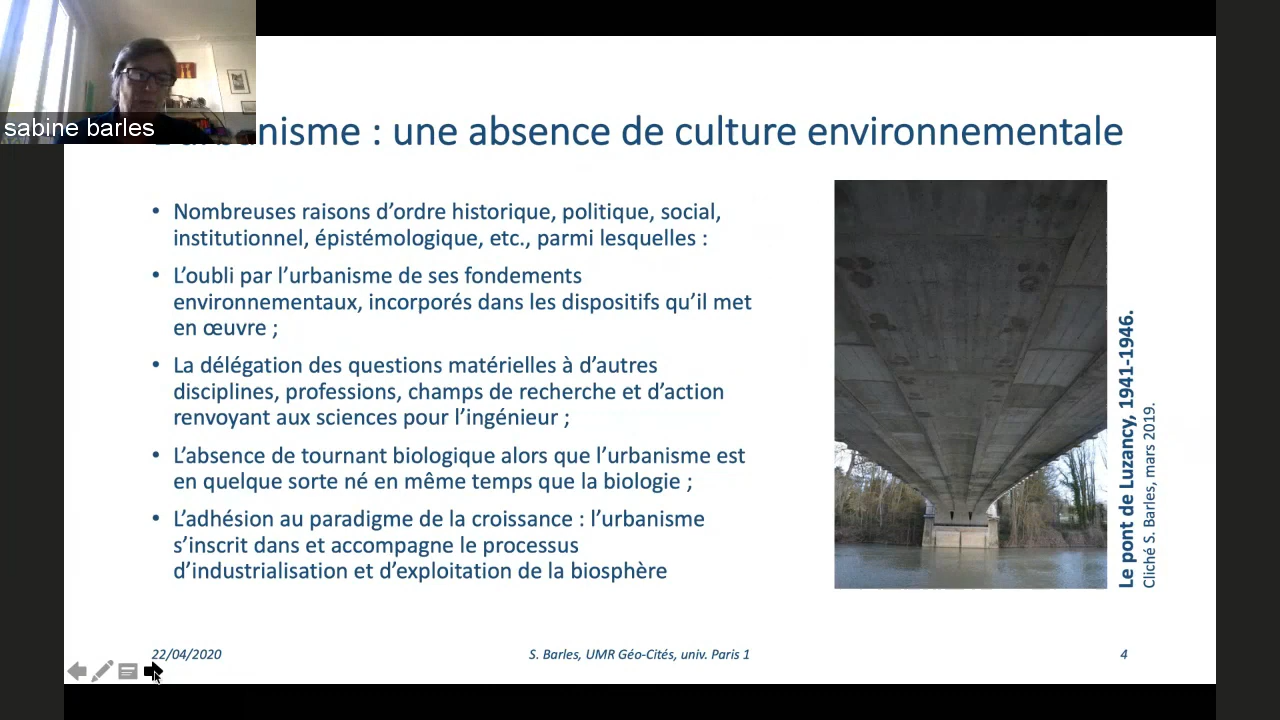 sabine barles
nisme : une absence de culture environnementale
• Nombreuses raisons d’ordre historique, politique, social,
institutionnel, épistémologique, etc., parmi lesquelles :
• L’oubli par l’urbanisme de ses fondements
environnementaux, incorporés dans les dispositifs qu’il met
en œuvre ;
• La délégation des questions matérielles à d’autres
disciplines, professions, champs de recherche et d’action
renvoyant aux sciences pour l’ingénieur ;
• L’absence de tournant biologique alors que l’urbanisme est
en quelque sorte né en même temps que la biologie ;
• L’adhésion au paradigme de la croissance : l’urbanisme
s’inscrit dans et accompagne le processus
d’industrialisation et d’exploitation de la biosphère
Le pont de Luzancy, 1941-1946.
Cliché S. Barles, mars 2019.
22/04/2020
S. Barles, UMR Géo-Cités, univ. Paris 1
4